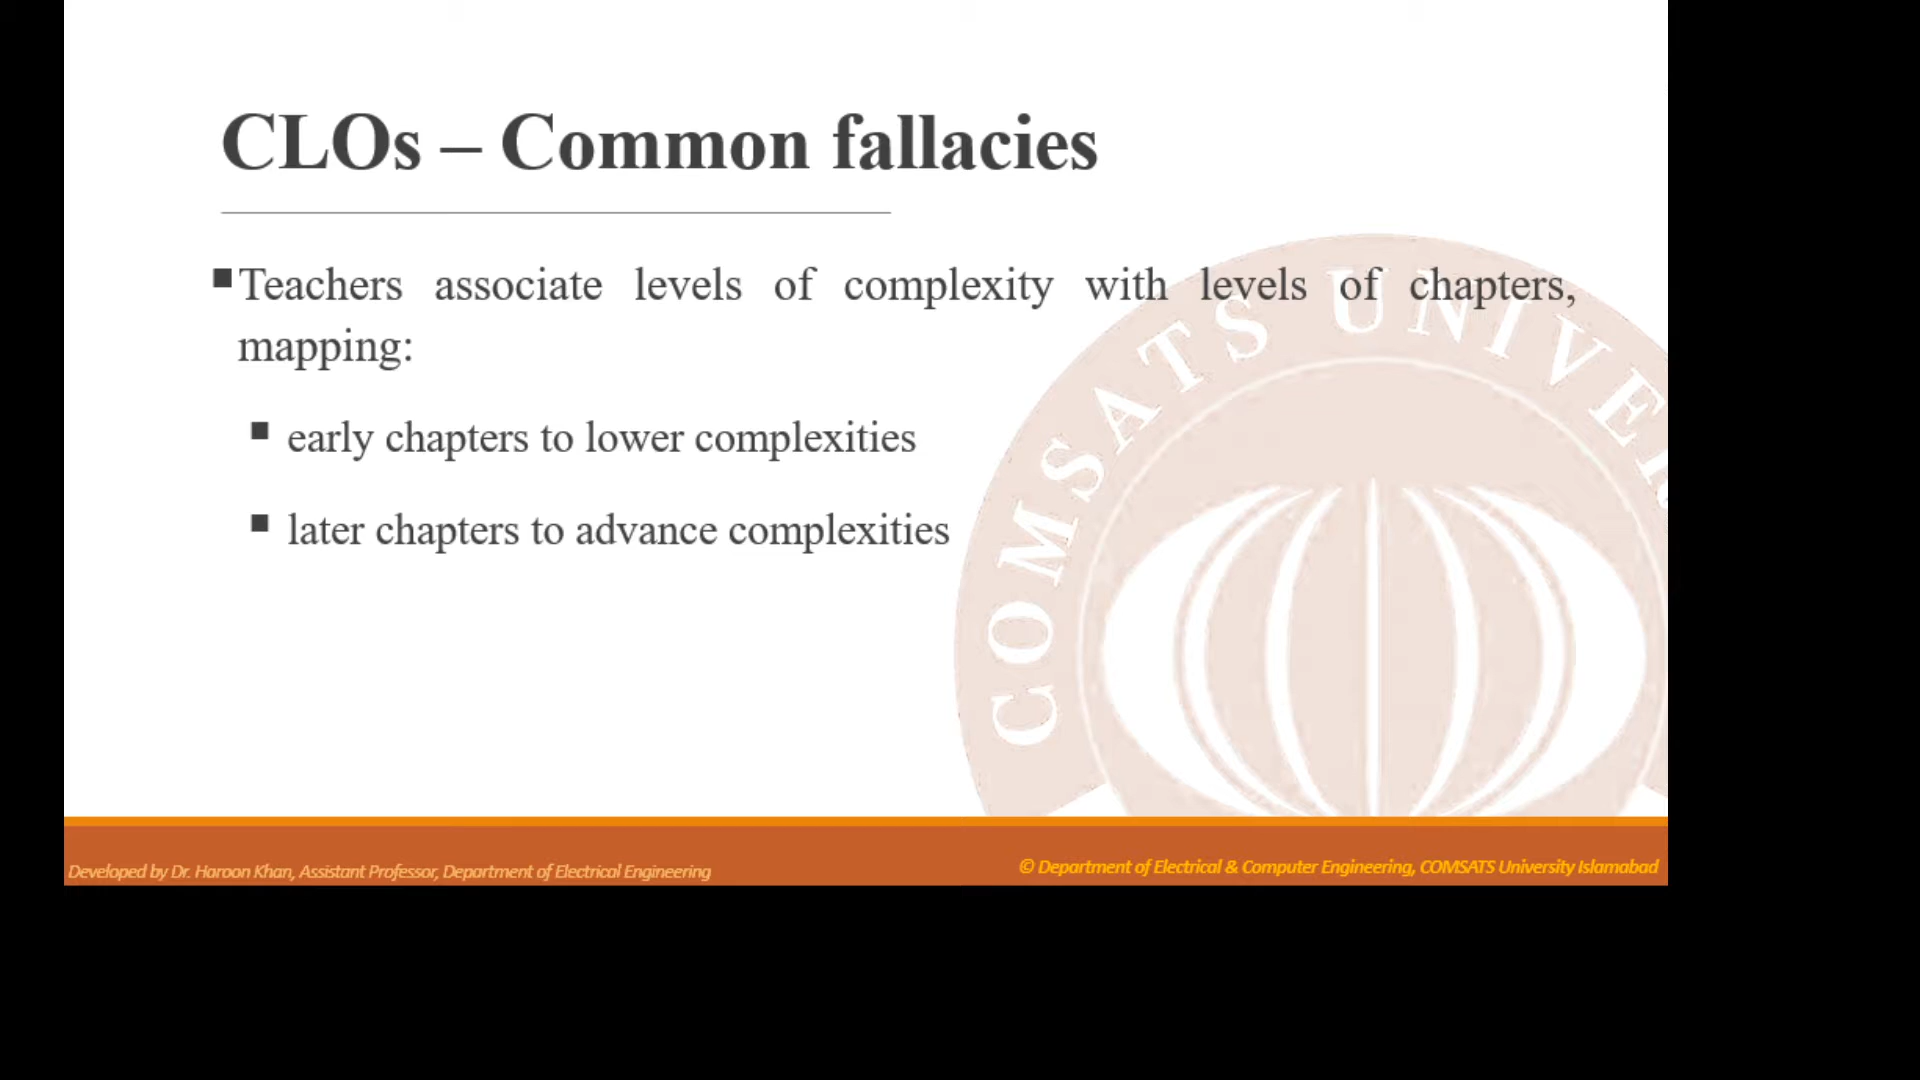 CLOs – Common fallacies
Teachers associate levels of complexity with levels of chapters,
mapping:
early chapters to lower complexities
later chapters to advance complexities
COMSATS UNIVER
Developed by Dr. Haroon Khan, Assistant Professor, Department of Electrical Engineering
© Department of Electrical & Computer Engineering, COMSATS University Islamabad